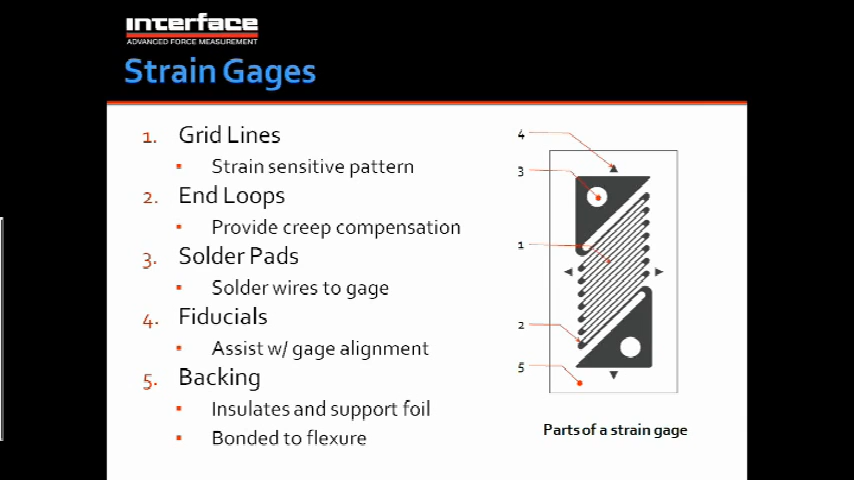 interface
ADVANCED FORCE MEASUREMENT
Strain Gages
1. Grid Lines
▪ Strain sensitive pattern
2. End Loops
▪ Provide creep compensation
3. Solder Pads
▪ Solder wires to gage
4. Fiducials
▪ Assist w/ gage alignment
5. Backing
▪ Insulates and support foil
▪ Bonded to flexure
4
3
1
2
5
Parts of a strain gage